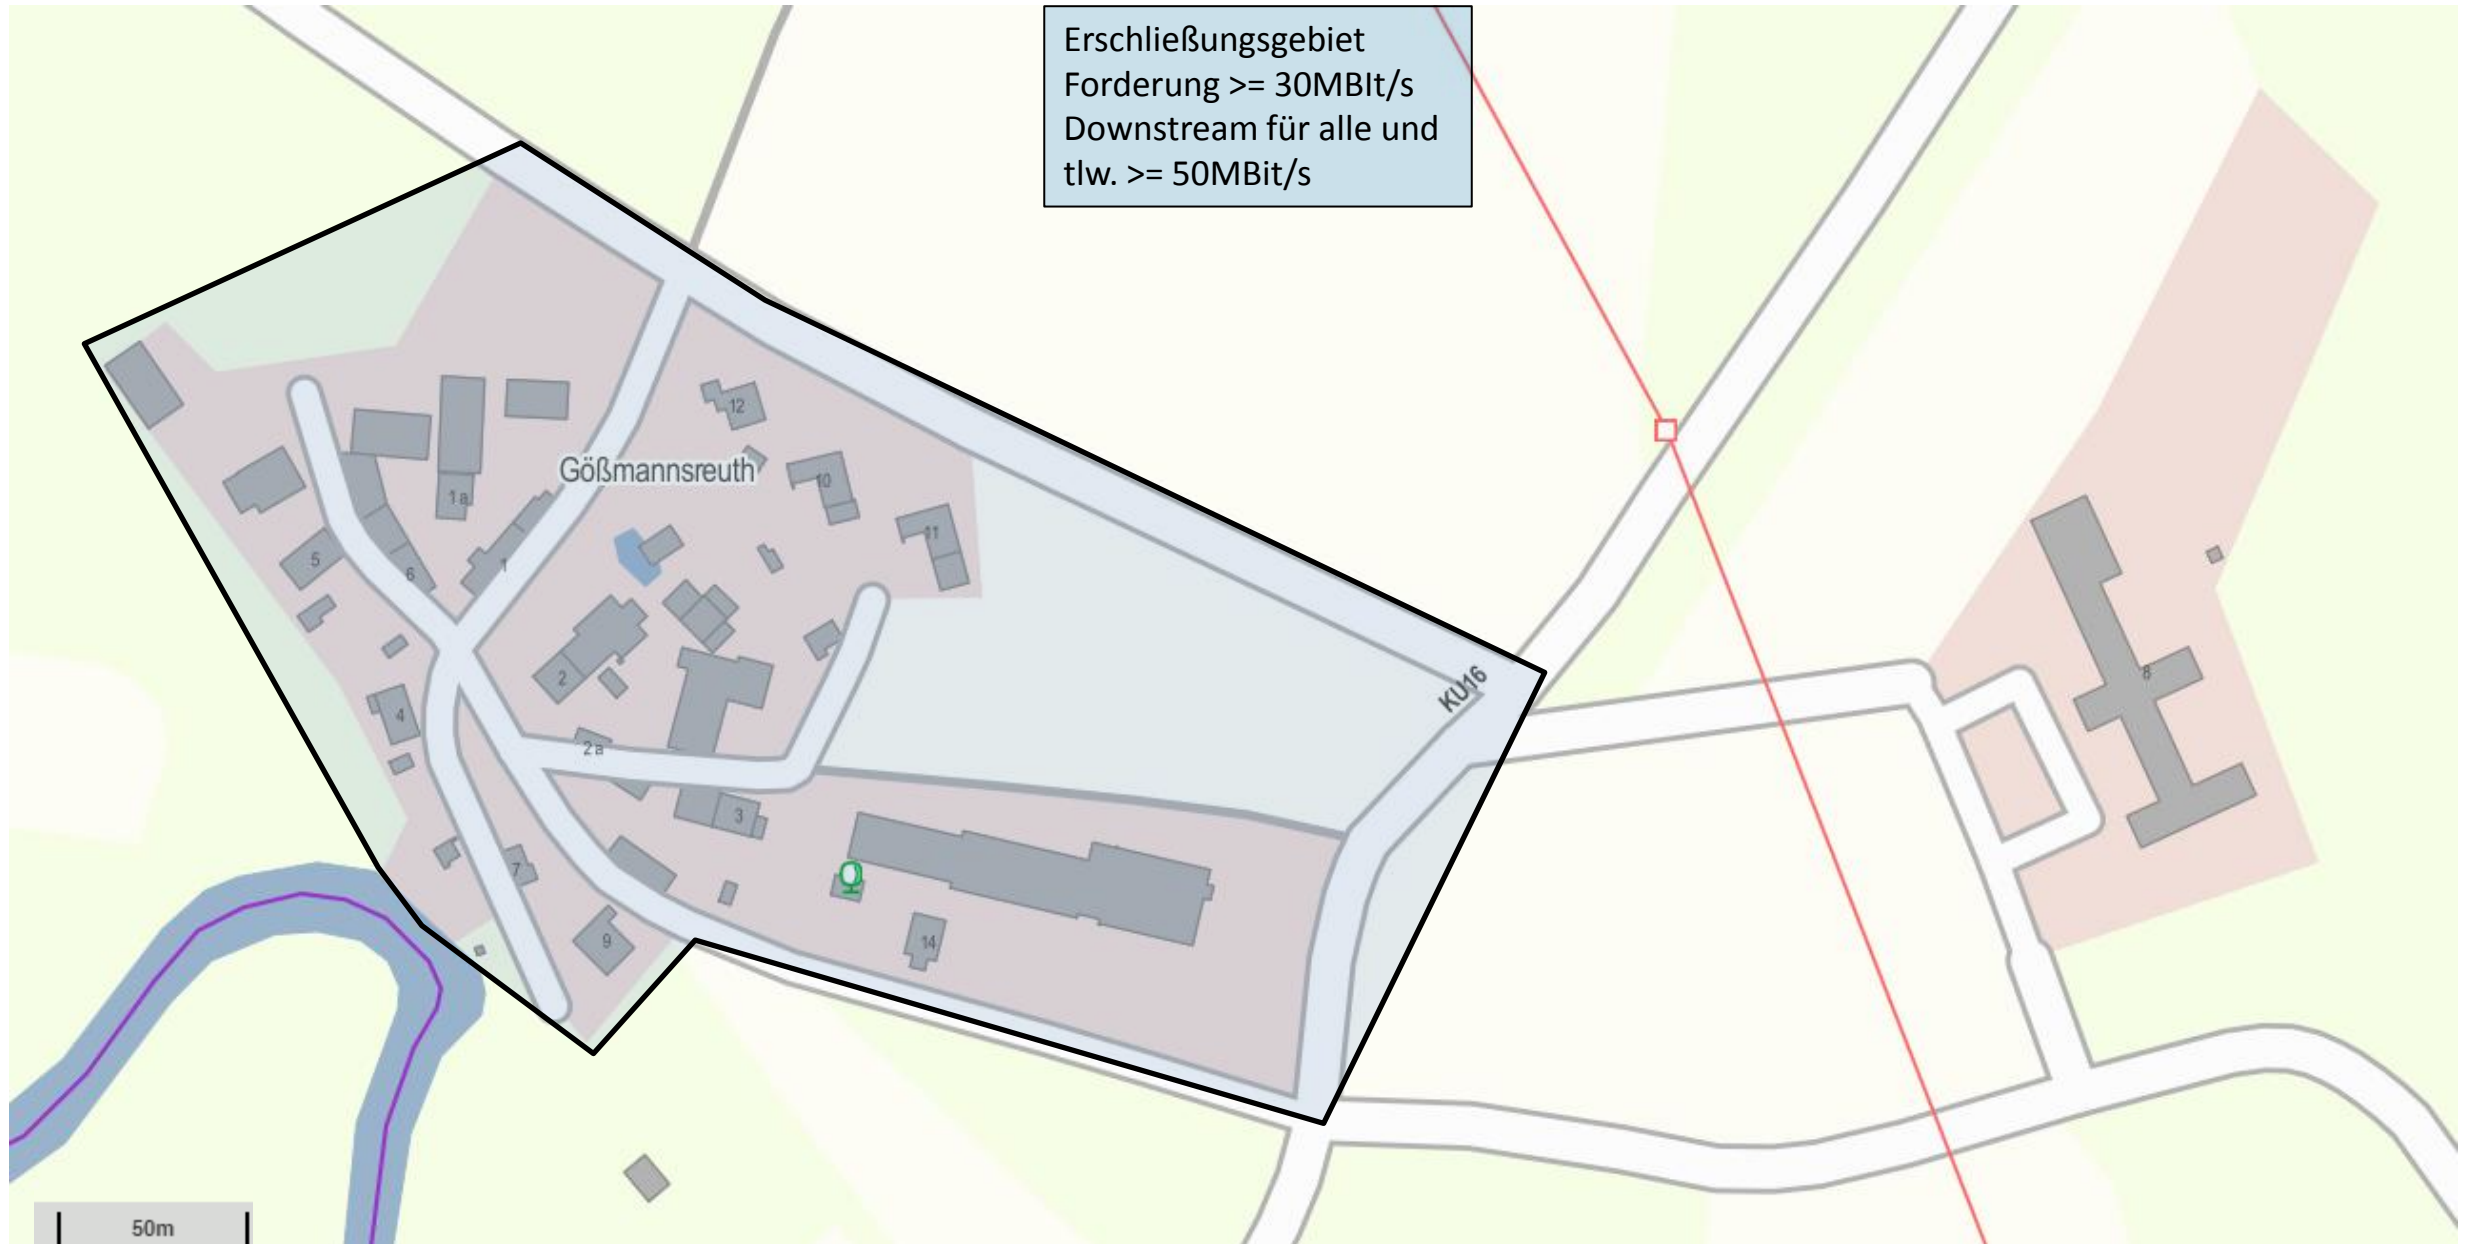 Erschließungsgebiet
Forderung >= 30MBIt/s
Downstream für alle und
tlw. >= 50MBit/s
12
Gößmannsreuth
10
1a
11
5
6
1
2
8
KU16
4
2a
3
7
9
14
50m